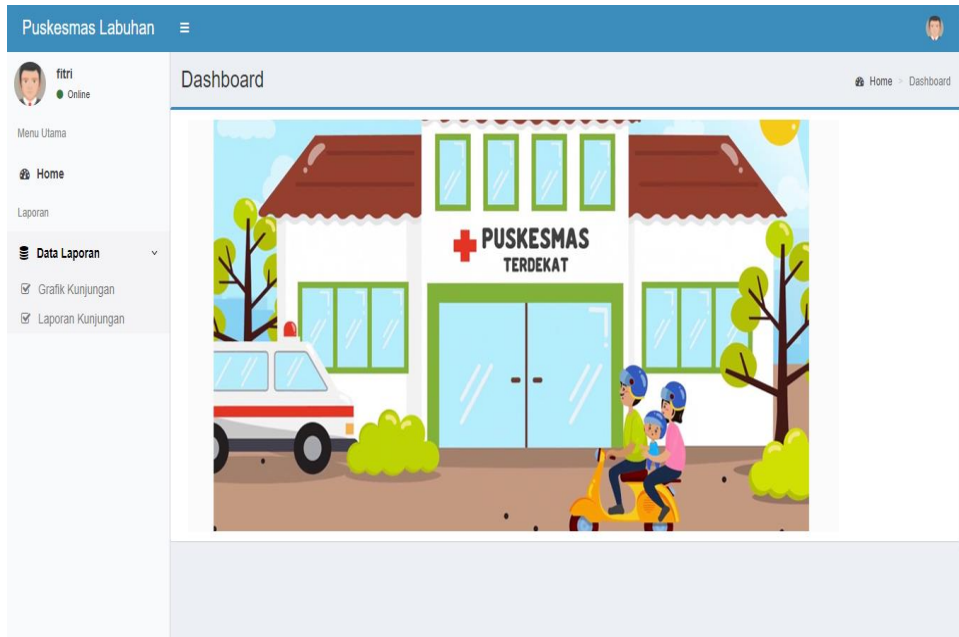 Puskesmas Labuhan
fitri
Online
Menu Utama
Home
Laporan
Data Laporan
Grafik Kunjungan
Laporan Kunjungan
Dashboard
Home > Dashboard
PUSKESMAS
TERDEKAT